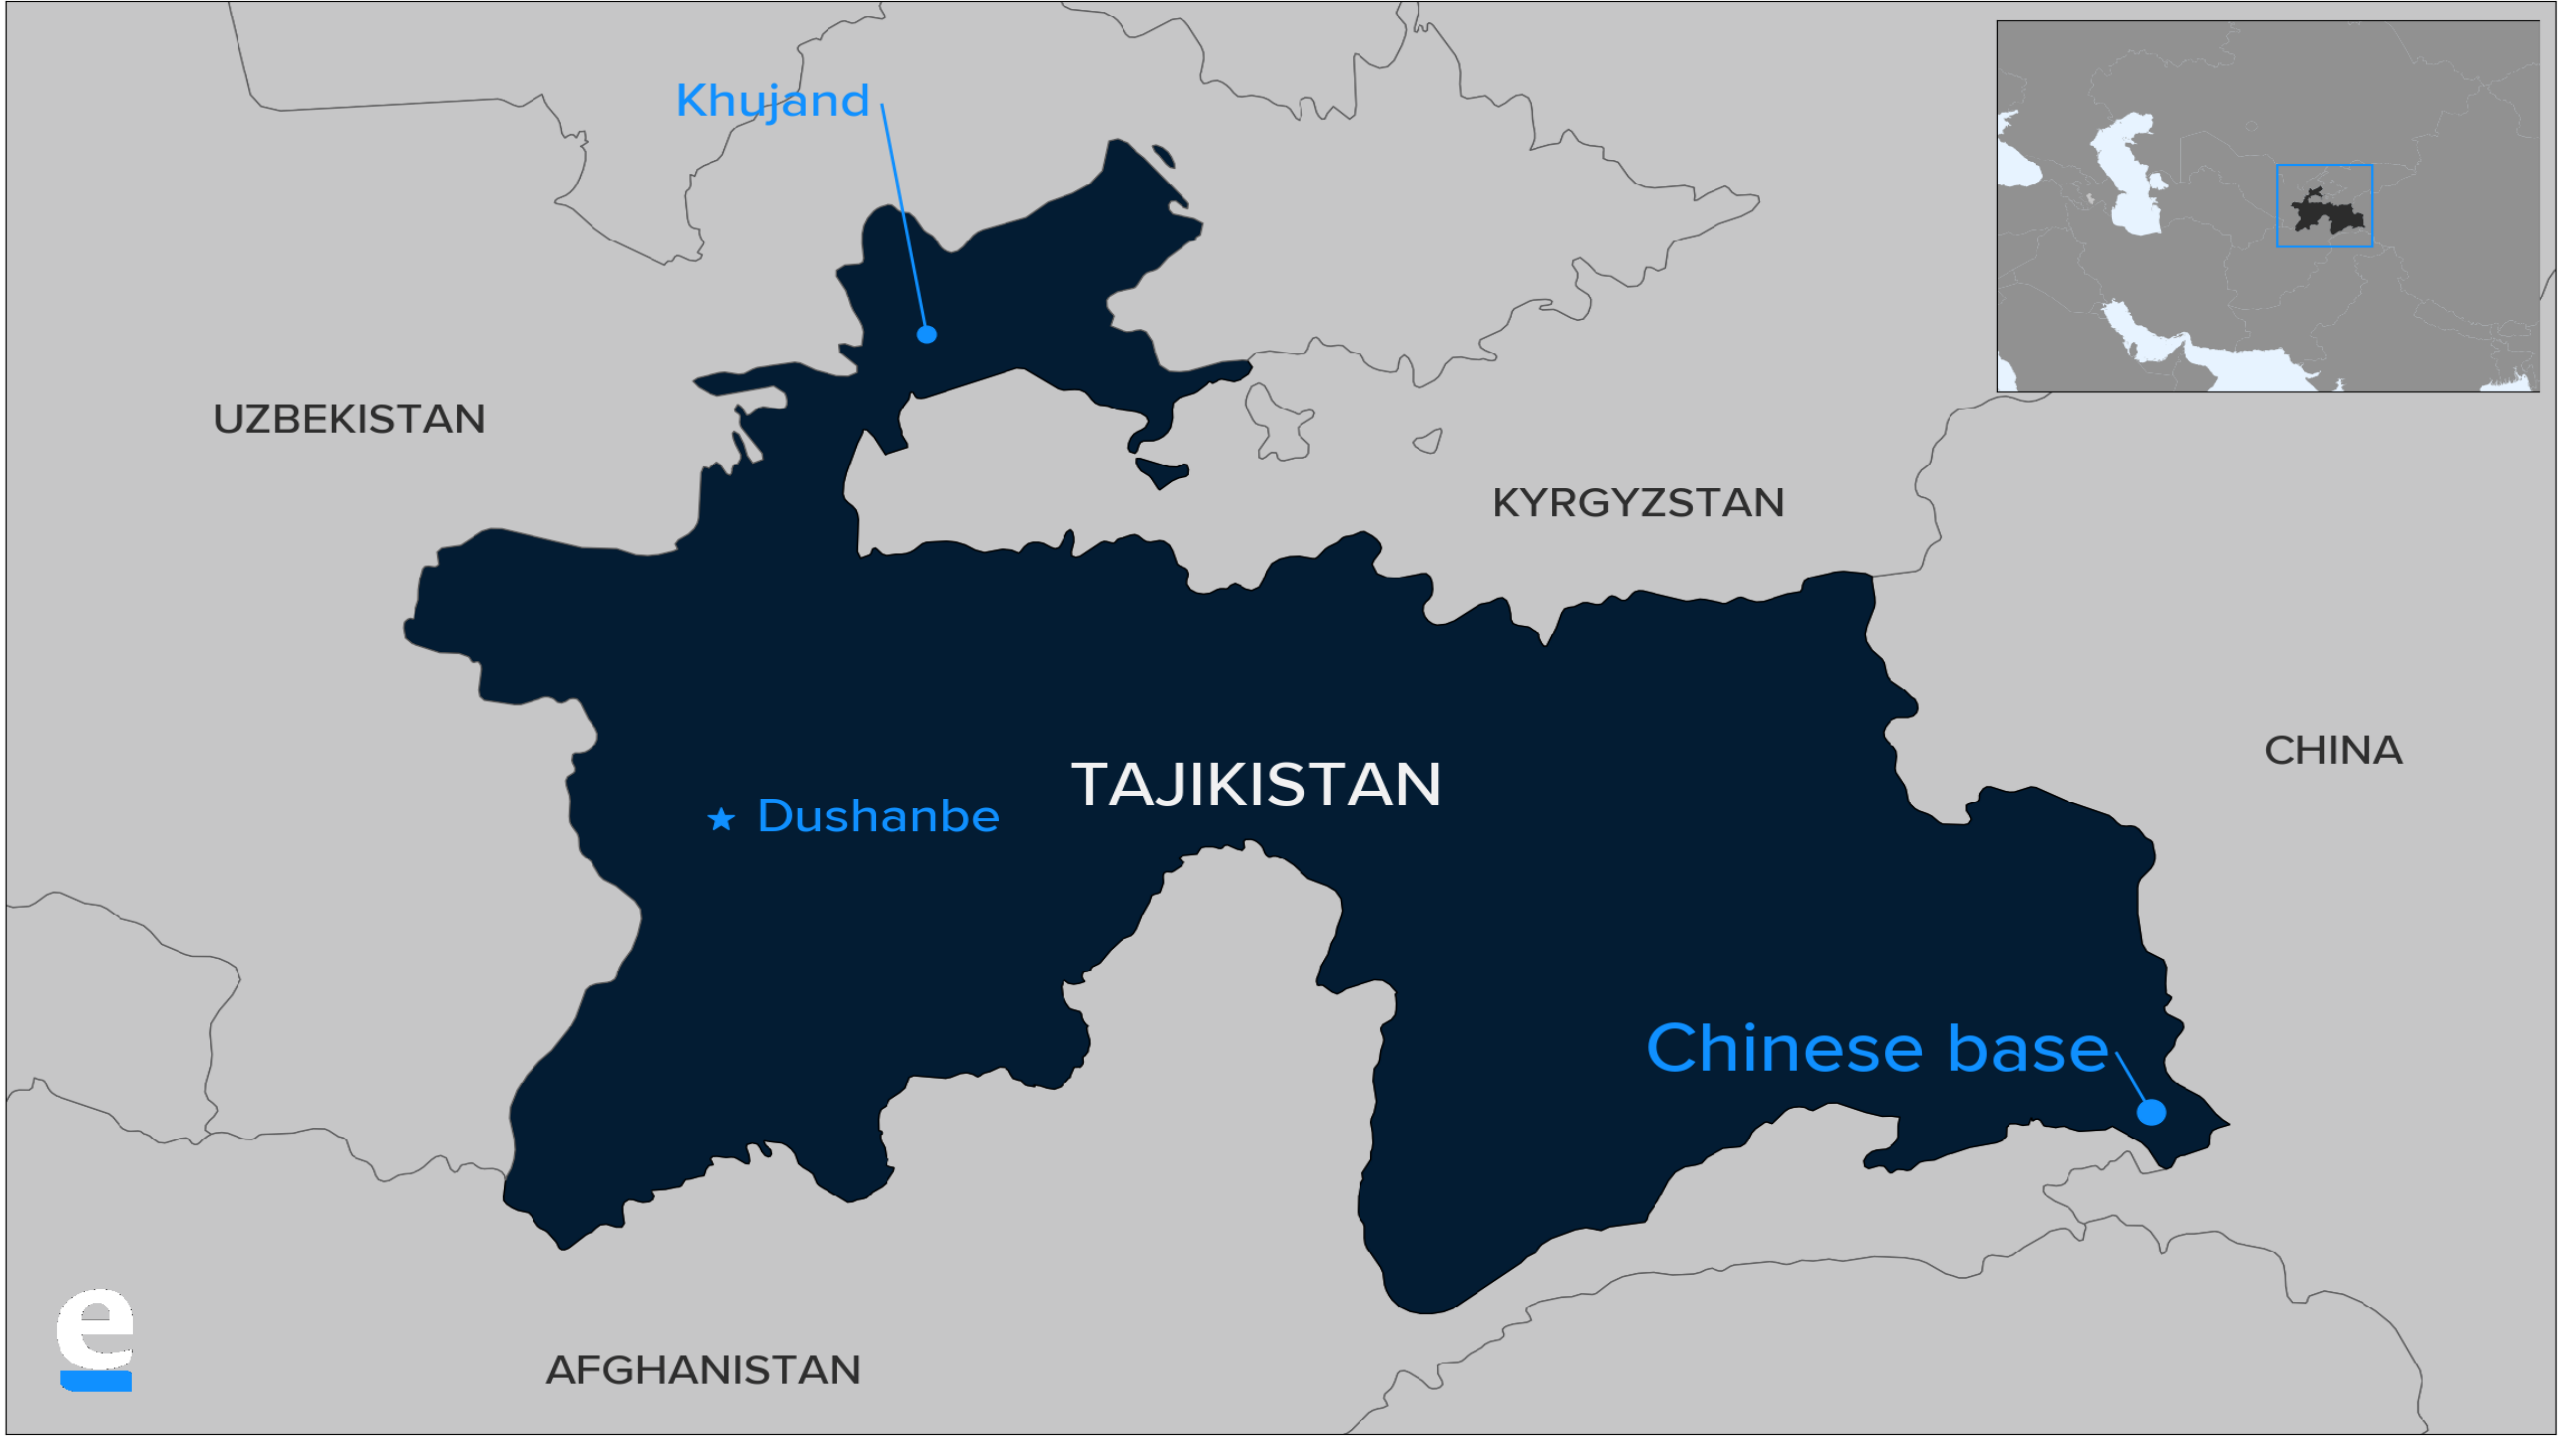 Khujand
UZBEKISTAN
KYRGYZSTAN
CHINA
TAJIKISTAN
Dushanbe
Chinese base
AFGHANISTAN
e